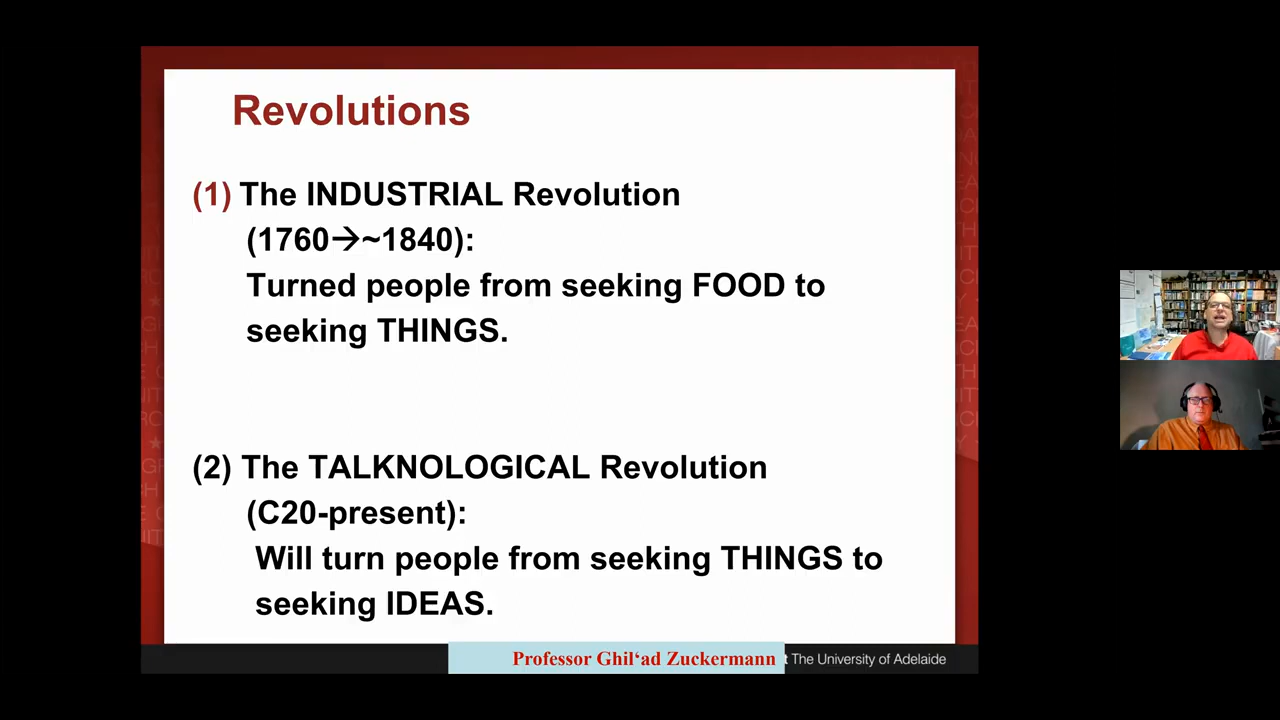 Revolutions
(1) The INDUSTRIAL Revolution
(1760→~1840):
Turned people from seeking FOOD to
seeking THINGS.
(2) The TALKNOLOGICAL Revolution
(C20-present):
Will turn people from seeking THINGS to
seeking IDEAS.
Professor Ghil‘ad Zuckermann
The University of Adelaide